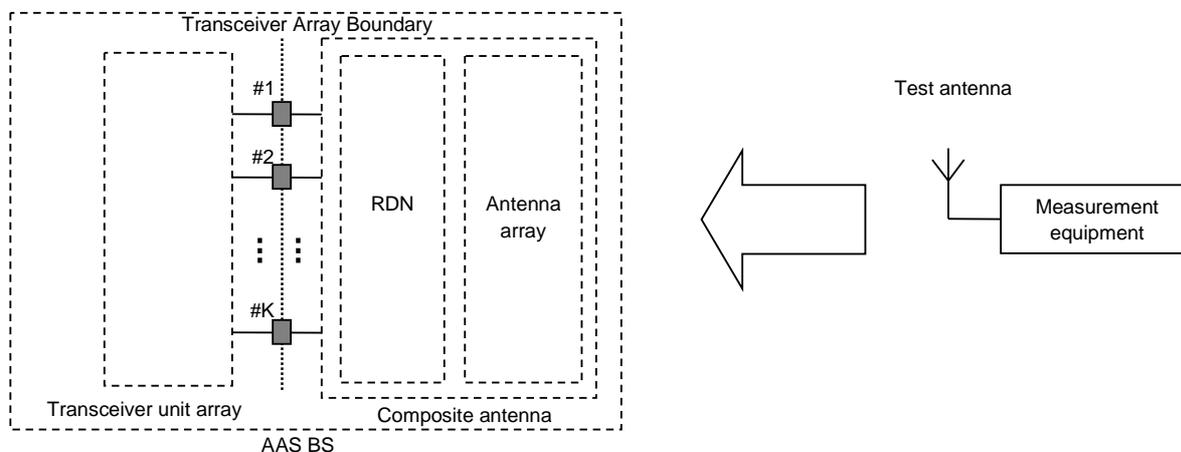 Transceiver Array Boundary
#1
#2
#K
RDN
Antenna
array
Transceiver unit array
Composite antenna
AAS BS
Test antenna
Measurement
equipment